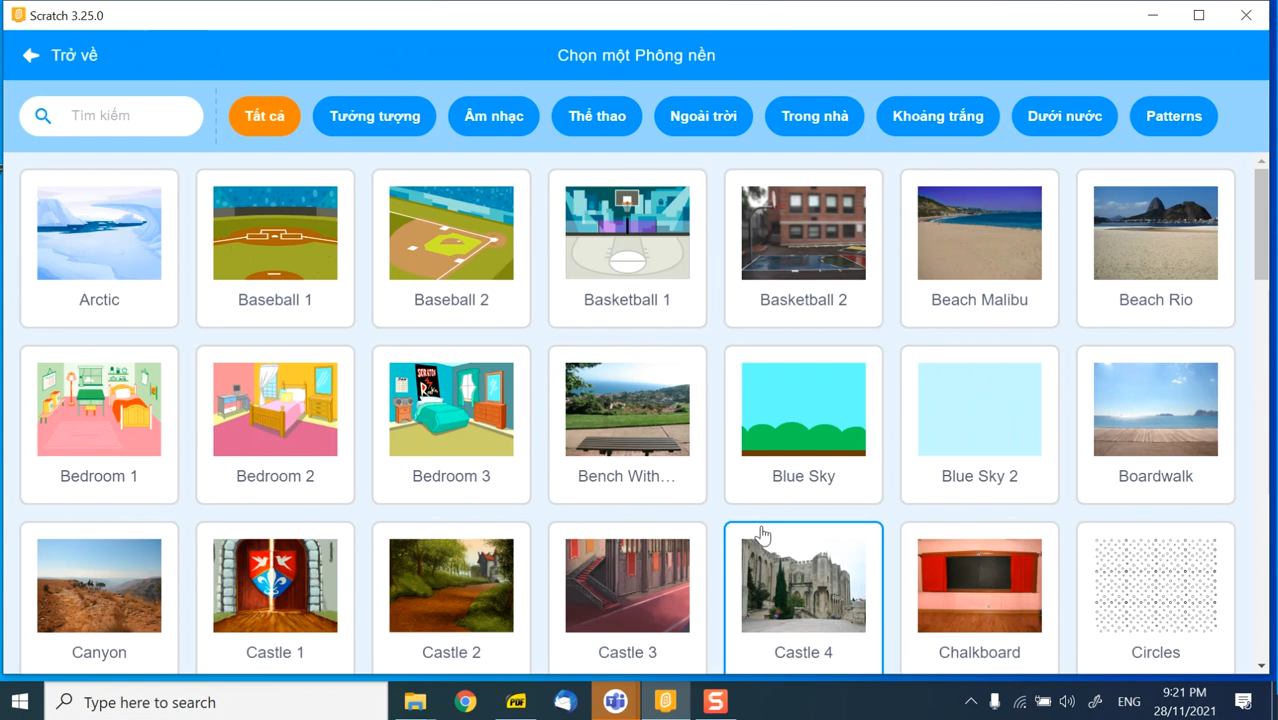 Scratch 3.25.0
Trở về
Chọn một Phông nền
Tìm kiếm
Tất cả
Tưởng tượng
Âm nhạc
Thể thao
Ngoài trời
Trong nhà
Khoảng trắng
Dưới nước
Patterns
Arctic
Baseball 1
Baseball 2
Basketball 1
Basketball 2
Beach Malibu
Beach Rio
Bedroom 1
Bedroom 2
Bedroom 3
Bench With...
Blue Sky
Blue Sky 2
Boardwalk
Canyon
Castle 1
Castle 2
Castle 3
Castle 4
Chalkboard
Circles
Type here to search
PDF
ENG
9:21 PM
28/11/2021